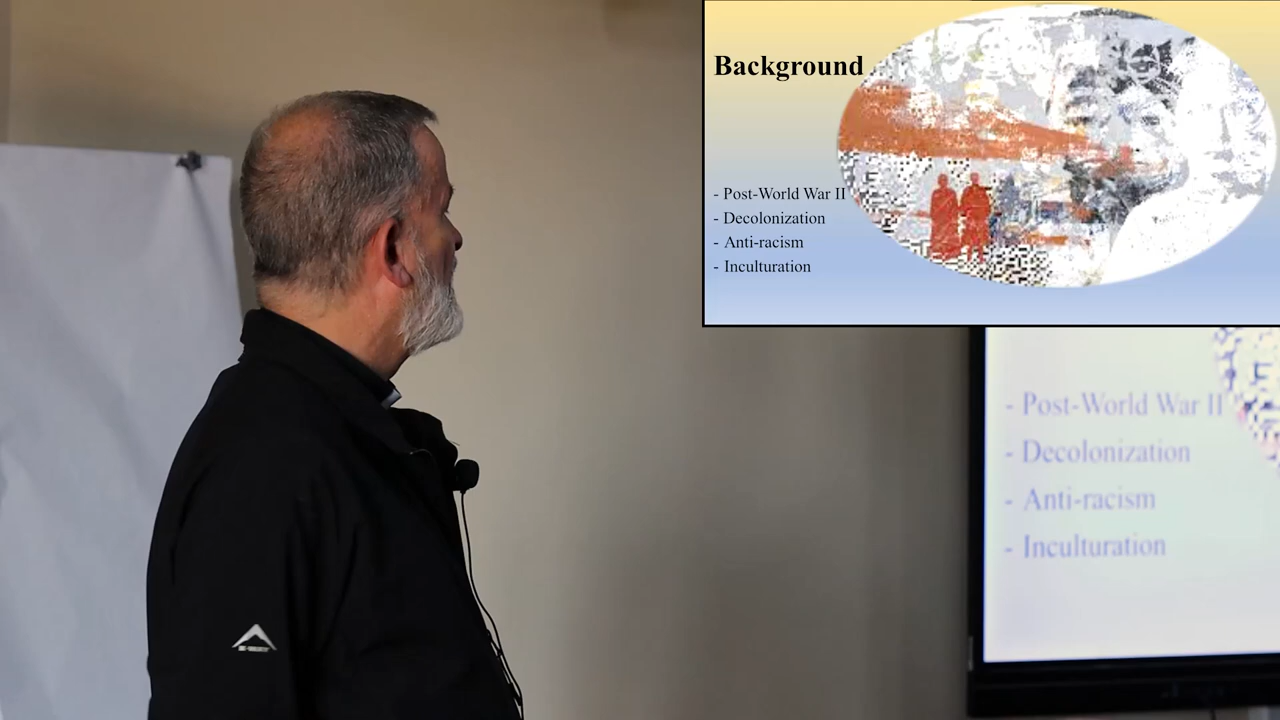 Background
- Post-World War II
- Decolonization
- Anti-racism
- Inculturation
- Post-World War II
- Decolonization
- Anti-racism
- Inculturation